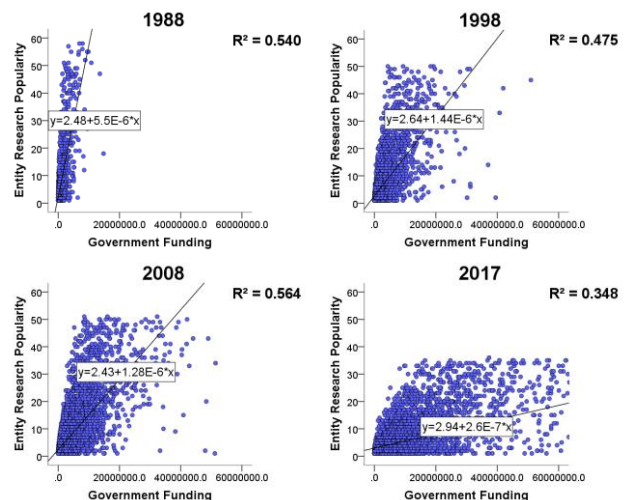 1988
R² = 0.540
Entity Research Popularity
60
50
40
30
20
10
0
y=2.48+5.5E-6*x
.0 20000000.0 40000000.0 60000000.0
Government Funding
1998
R² = 0.475
Entity Research Popularity
60
50
40
30
20
10
0
y=2.64+1.44E-6*x
.0 20000000.0 40000000.0 60000000.0
Government Funding
2008
R² = 0.564
Entity Research Popularity
60
50
40
30
20
10
0
y=2.43+1.28E-6*x
.0 20000000.0 40000000.0 60000000.0
Government Funding
2017
R² = 0.348
Entity Research Popularity
60
50
40
30
20
10
0
y=2.94+2.6E-7*x
.0 20000000.0 40000000.0 60000000.0
Government Funding